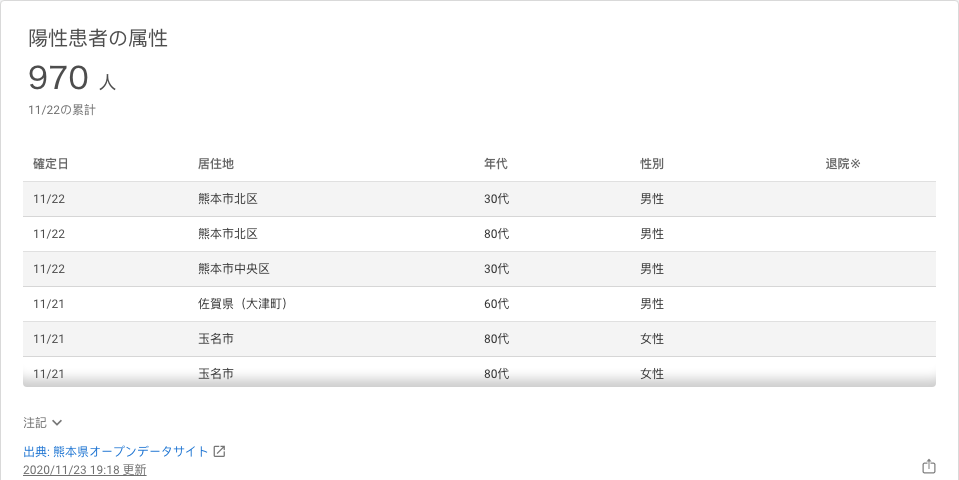 陽性患者の属性
970 人
11/22の累計
確定日 居住地 年代 性別 退院※
11/22 熊本市北区 30代 男性
11/22 熊本市北区 80代 男性
11/22 熊本市中央区 30代 男性
11/21 佐賀県（大津町） 60代 男性
11/21 玉名市 80代 女性
11/21 玉名市 80代 女性
注記
出典: 熊本県オープンデータサイト
2020/11/23 19:18 更新